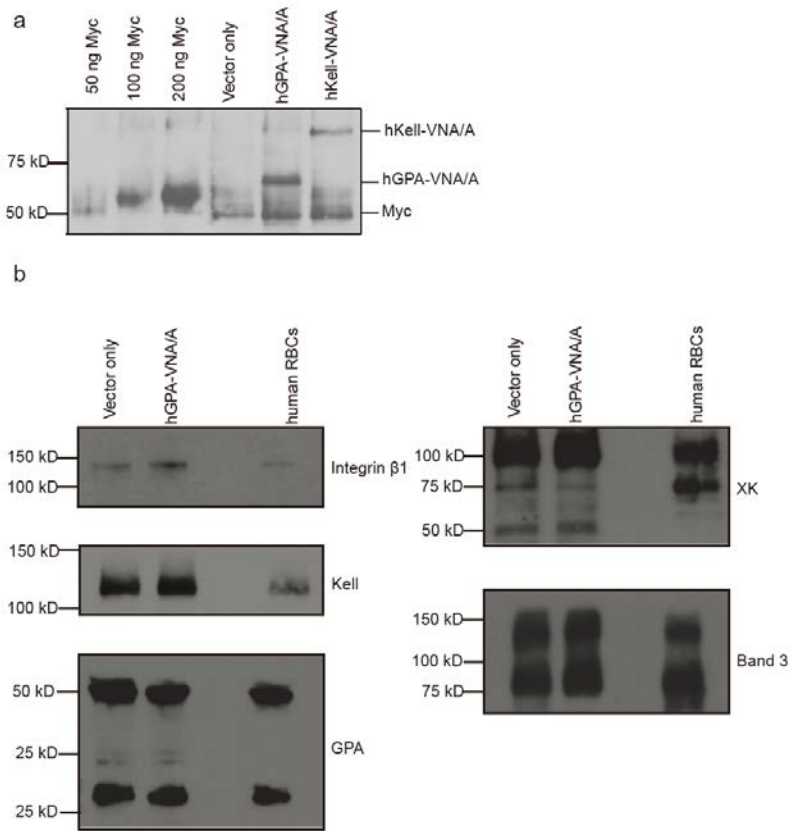 a
50 ng Myc
100 ng Myc
200 ng Myc
Vector only
hGPA-VNA/A
hKell-VNA/A
hKell-VNA/A
75 kD
hGPA-VNA/A
50 kD
Myc
b
Vector only
hGPA-VNA/A
human RBCs
150 kD
100 kD
Integrin β1
150 kD
100 kD
Kell
50 kD
25 kD
25 kD
GPA
Vector only
hGPA-VNA/A
human RBCs
100 kD
75 kD
50 kD
XK
150 kD
100 kD
75 kD
Band 3